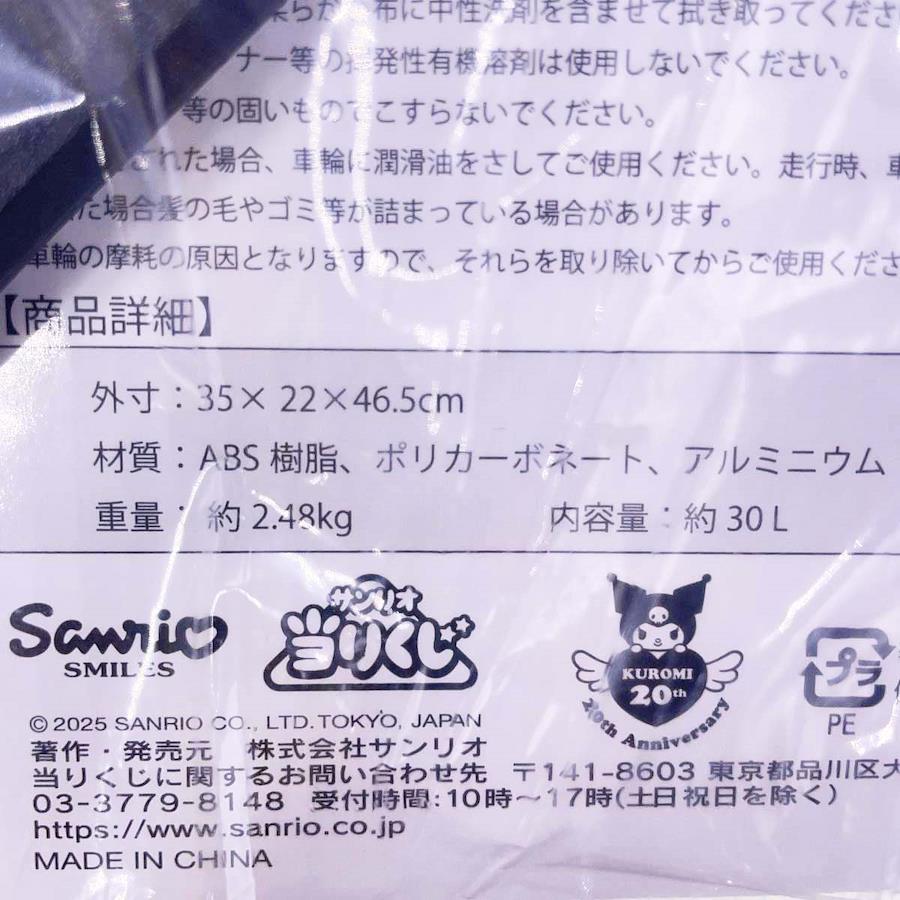 布に中性洗剤を含ませて拭き取ってくださ
ナー等の揮発性有機溶剤は使用しないでください。
等の固いものでこすらないでください。
された場合、車輪に潤滑油をさしてご使用ください。走行時、車
た場合髪の毛やゴミ等が詰まっている場合があります。
車輪の摩耗の原因となりますので、それらを取り除いてからご使用くださ
【商品詳細】
外寸：35× 22×46.5cm
材質：ABS 樹脂、ポリカーボネート、アルミニウム
重量： 約 2.48kg 内容量：約 30 L
Sanrio
SMILES
サンリオ
当りくじ
KUROMI
20th
20th Anniversary
プラ
PE
© 2025 SANRIO CO., LTD. TOKYO, JAPAN
著作・発売元 株式会社サンリオ
当りくじに関するお問い合わせ先 〒141-8603 東京都品川区大
03-3779-8148 受付時間:10時～17時(土日祝日を除く)
https://www.sanrio.co.jp
MADE IN CHINA